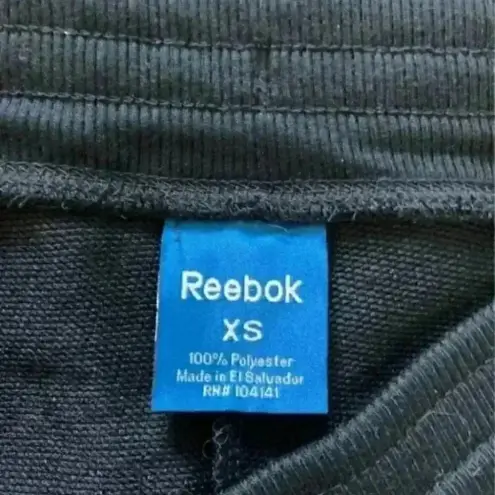 Reebok
XS
100% Polyester
Made in El Salvador
RN# 104141